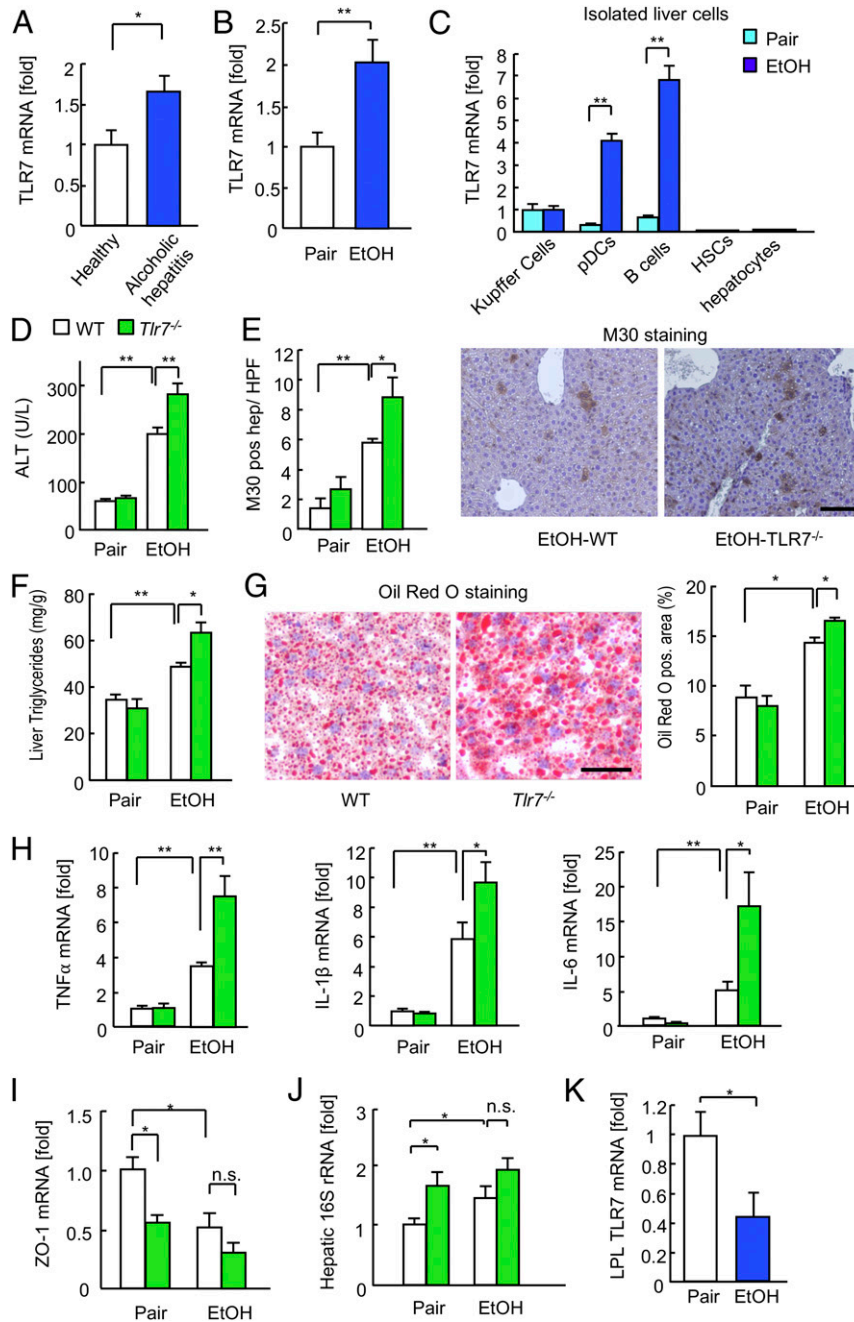 A
*
TLR7 mRNA [fold]
2
1.5
1
0.5
0
Healthy
Alcoholic
hepatitis
B
**
TLR7 mRNA [fold]
2.5
2
1.5
1
0.5
0
Pair EtOH
C
Isolated liver cells
Pair
EtOH
TLR7 mRNA [fold]
8
7
6
5
4
2
1
0
**
**
Kupffer Cells
pDCs
B cells
HSCs
hepatocytes
D
WT
Tlr7-/-
** **
ALT (U/L)
300
200
100
0
Pair EtOH
E
** *
M30 pos hep/ HPF
12
10
8
6
4
2
0
Pair EtOH
M30 staining
EtOH-WT
EtOH-TLR7-/-
F
** *
Liver Triglycerides (mg/g)
80
60
40
20
0
Pair EtOH
G
Oil Red O staining
WT
Tlr7-/-
* *
Oil Red O pos. area (%)
20
15
10
5
0
Pair EtOH
H
** **
TNFα mRNA [fold]
10
8
6
4
2
0
Pair EtOH
** *
IL-1β mRNA [fold]
12
10
8
6
4
2
0
Pair EtOH
** *
IL-6 mRNA [fold]
25
20
15
10
5
0
Pair EtOH
I
*
*
n.s.
ZO-1 mRNA [fold]
1.5
1.0
0.5
0
Pair EtOH
J
n.s.
*
*
Hepatic 16S rRNA [fold]
3
2
1
0
Pair EtOH
K
*
LPL TLR7 mRNA [fold]
1.2
1
0.8
0.6
0.4
0.2
0
Pair EtOH